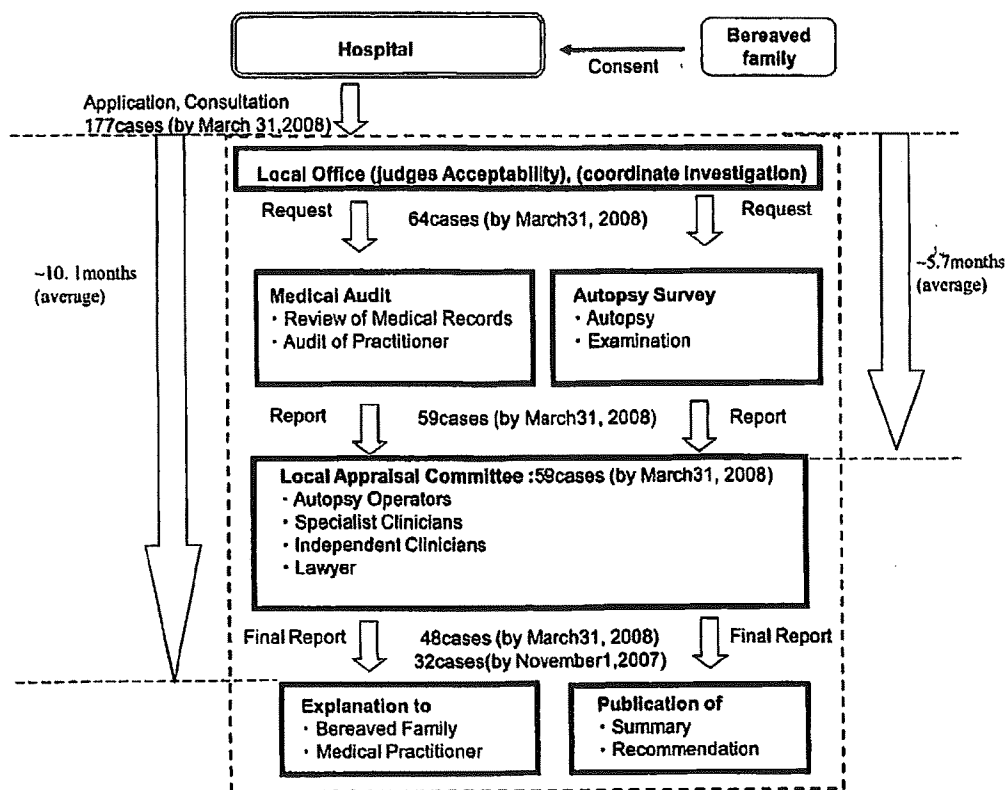 Hospital
Bereaved
family
Consent
Application, Consultation
177cases (by March 31,2008)
Local Office (judges Acceptability), (coordinate investigation)
Request
64cases (by March31, 2008)
Request
~10. 1months
(average)
~5.7months
(average)
Medical Audit
・Review of Medical Records
・Audit of Practitioner
Autopsy Survey
・Autopsy
・Examination
Report
59cases (by March31, 2008)
Report
Local Appraisal Committee :59cases (by March31, 2008)
・Autopsy Operators
・Specialist Clinicians
・Independent Clinicians
・Lawyer
Final Report
48cases (by March31, 2008)
Final Report
32cases(by November1,2007)
Explanation to
・Bereaved Family
・Medical Practitioner
Publication of
・Summary
・Recommendation